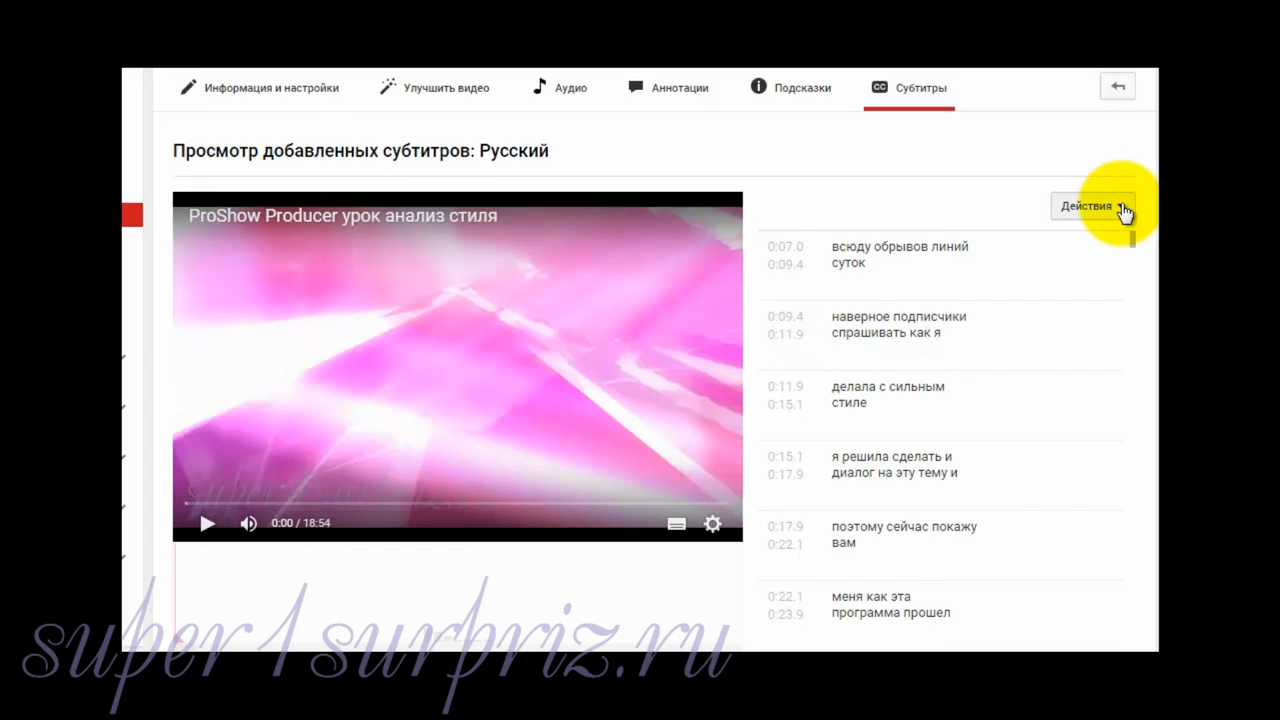 Информация и настройки
Улучшить видео
Аудио
Аннотации
Подсказки
CC Субтитры
Просмотр добавленных субтитров: Русский
ProShow Producer урок анализ стиля
Действия
0:07.0 всюду обрывов линий
0:09.4 суток
0:09.4 наверное подписчики
0:11.9 спрашивать как я
0:11.9 делала с сильным
0:15.1 стиле
0:15.1 я решила сделать и
0:17.9 диалог на эту тему и
0:17.9 поэтому сейчас покажу
0:22.1 вам
0:22.1 меня как эта
0:23.9 программа прошел
0:00 / 18:54
super1surpriz.ru